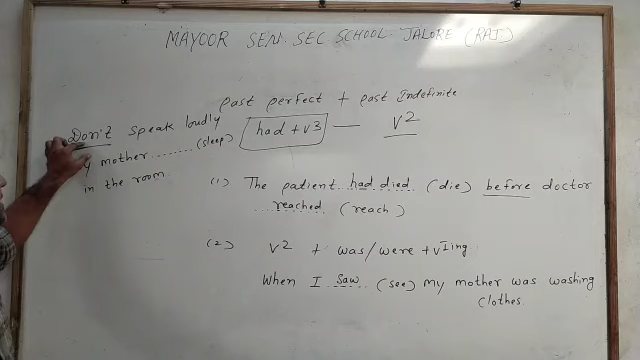 MAYOOR SEN. SEC. SCHOOL JALORE (RAJ.)
past perfect + past Indefinite
had + v3 — v2
Don't speak loudly
my mother ........ (sleep)
in the room.
(1) The patient had died (die) before doctor
reached (reach)
(2) v2 + was/were + vIing
When I saw (see) my mother was washing
clothes